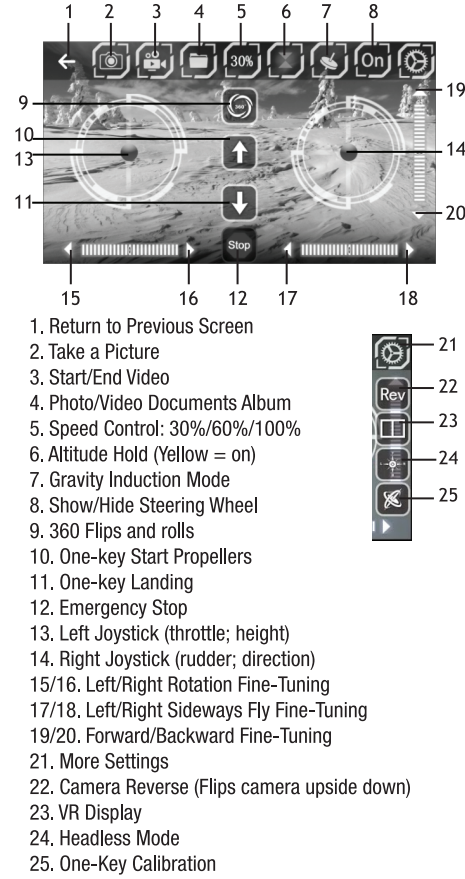 1 2 3 4 5 6 7 8
30% On
19
9
360°
10
13
14
11
20
Stop
15 16 12 17 18
1. Return to Previous Screen
2. Take a Picture
3. Start/End Video
4. Photo/Video Documents Album
5. Speed Control: 30%/60%/100%
6. Altitude Hold (Yellow = on)
7. Gravity Induction Mode
8. Show/Hide Steering Wheel
9. 360 Flips and rolls
10. One-key Start Propellers
11. One-key Landing
12. Emergency Stop
13. Left Joystick (throttle; height)
14. Right Joystick (rudder; direction)
15/16. Left/Right Rotation Fine-Tuning
17/18. Left/Right Sideways Fly Fine-Tuning
19/20. Forward/Backward Fine-Tuning
21. More Settings
22. Camera Reverse (Flips camera upside down)
23. VR Display
24. Headless Mode
25. One-Key Calibration
21
Rev 22
23
24
25